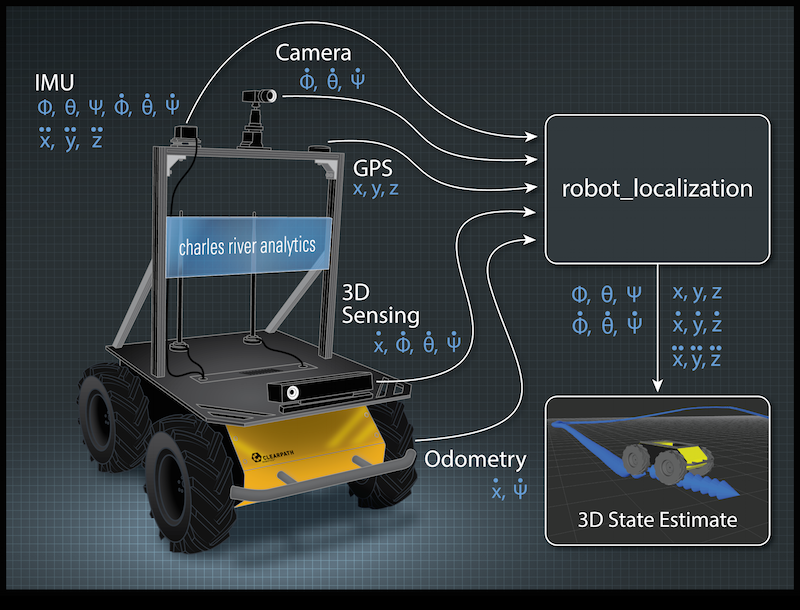 Camera
Φ̇, θ̇, Ψ̇
IMU
Φ, θ, Ψ, Φ̇, θ̇, Ψ̇
ẍ, ÿ, z̈
GPS
x, y, z
robot_localization
charles river analytics
3D
Sensing
ẋ, Φ̇, θ̇, Ψ̇
Φ, θ, Ψ x, y, z
Φ̇, θ̇, Ψ̇ ẋ, ẏ, ż
ẍ, ÿ, z̈
CLEARPATH
Odometry
ẋ, Ψ̇
3D State Estimate